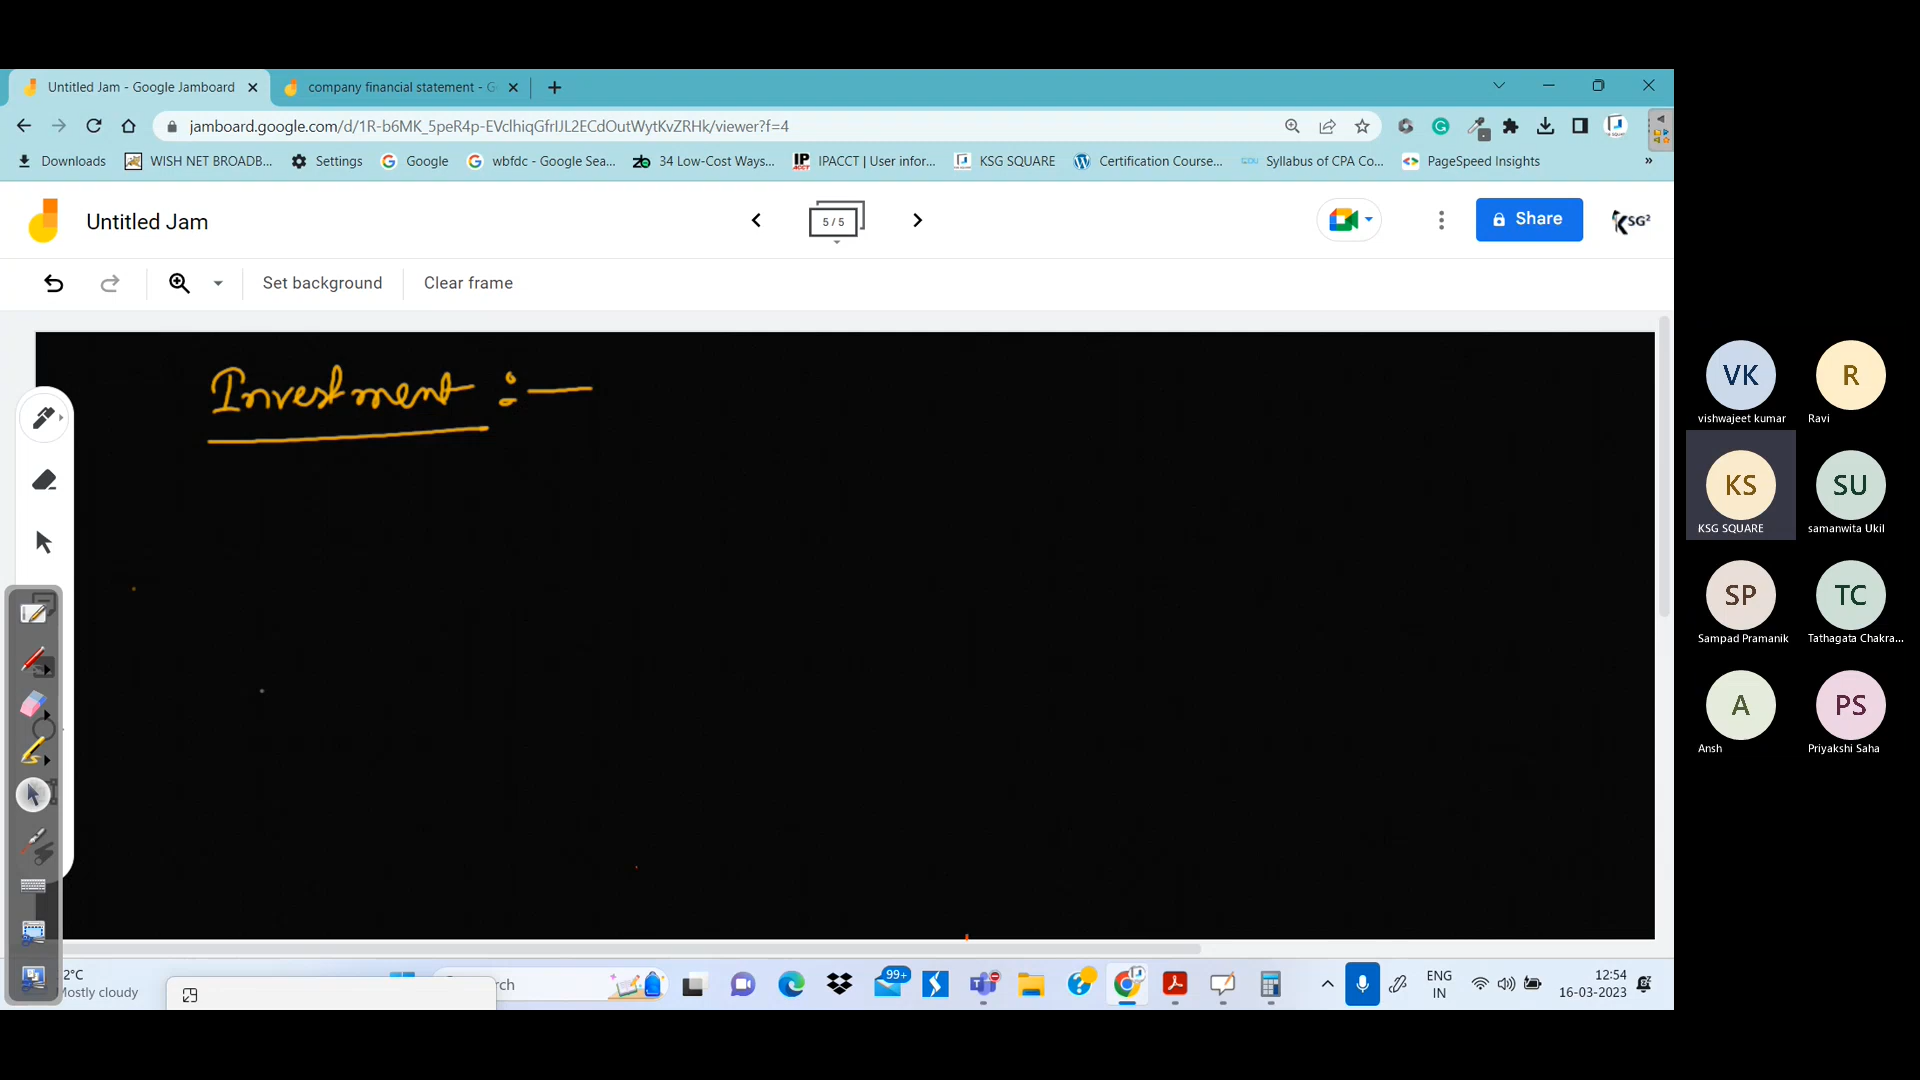 Untitled Jam - Google Jamboard
company financial statement - G
jamboard.google.com/d/1R-b6MK_5peR4p-EVclhiqGfrIJL2ECdOutWytKvZRHk/viewer?f=4
Downloads
WISH NET BROADB...
Settings
Google
wbfdc - Google Sea...
34 Low-Cost Ways...
IPACCT | User infor...
KSG SQUARE
Certification Course...
Syllabus of CPA Co...
PageSpeed Insights
»
Untitled Jam
5 / 5
Share
KSG²
Set background
Clear frame
Investment :—
VK
vishwajeet kumar
R
Ravi
KS
KSG SQUARE
SU
samanwita Ukil
SP
Sampad Pramanik
TC
Tathagata Chakra...
A
Ansh
PS
Priyakshi Saha
2°C
Mostly cloudy
rch
99+
ENG
IN
12:54
16-03-2023